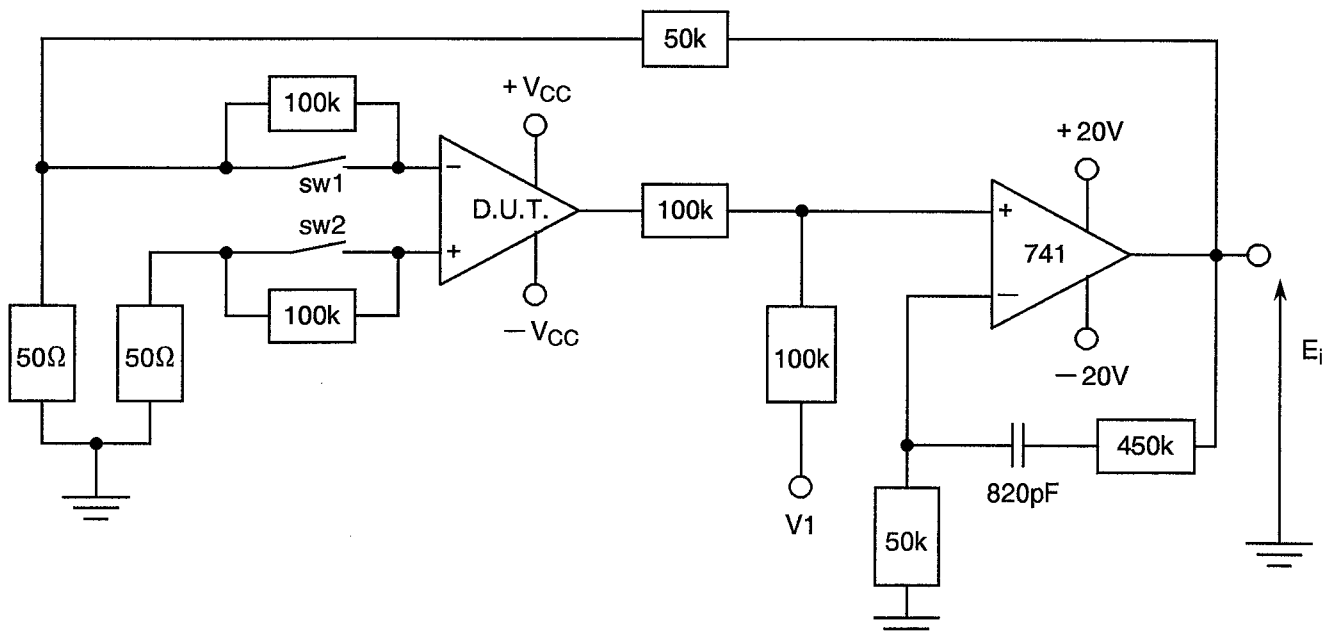 50k
100k
+ VCC
+ 20V
sw1
D.U.T.
100k
sw2
+
741
100k
− VCC
50Ω
50Ω
100k
− 20V
Ei
450k
820pF
V1
50k